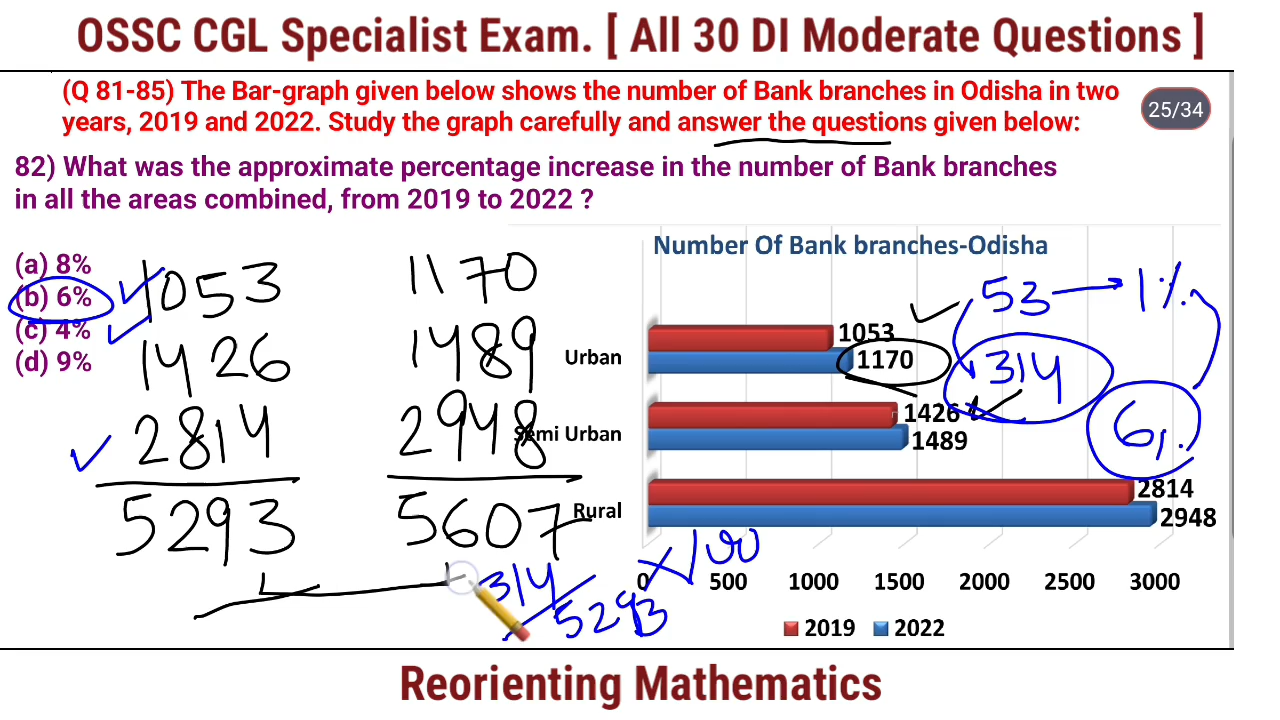 OSSC CGL Specialist Exam. [ All 30 DI Moderate Questions ]
(Q 81-85) The Bar-graph given below shows the number of Bank branches in Odisha in two
years, 2019 and 2022. Study the graph carefully and answer the questions given below:
25/34
82) What was the approximate percentage increase in the number of Bank branches
in all the areas combined, from 2019 to 2022 ?
(a) 8%
(b) 6%
(c) 4%
(d) 9%
1053
1426
2814
5293
1170
1489
2948
5607
314
5293
×100
Number Of Bank branches-Odisha
53 → 1%
314
6%
Urban
1053
1170
Semi Urban
1426
1489
Rural
2814
2948
0 500 1000 1500 2000 2500 3000
2019 2022
Reorienting Mathematics